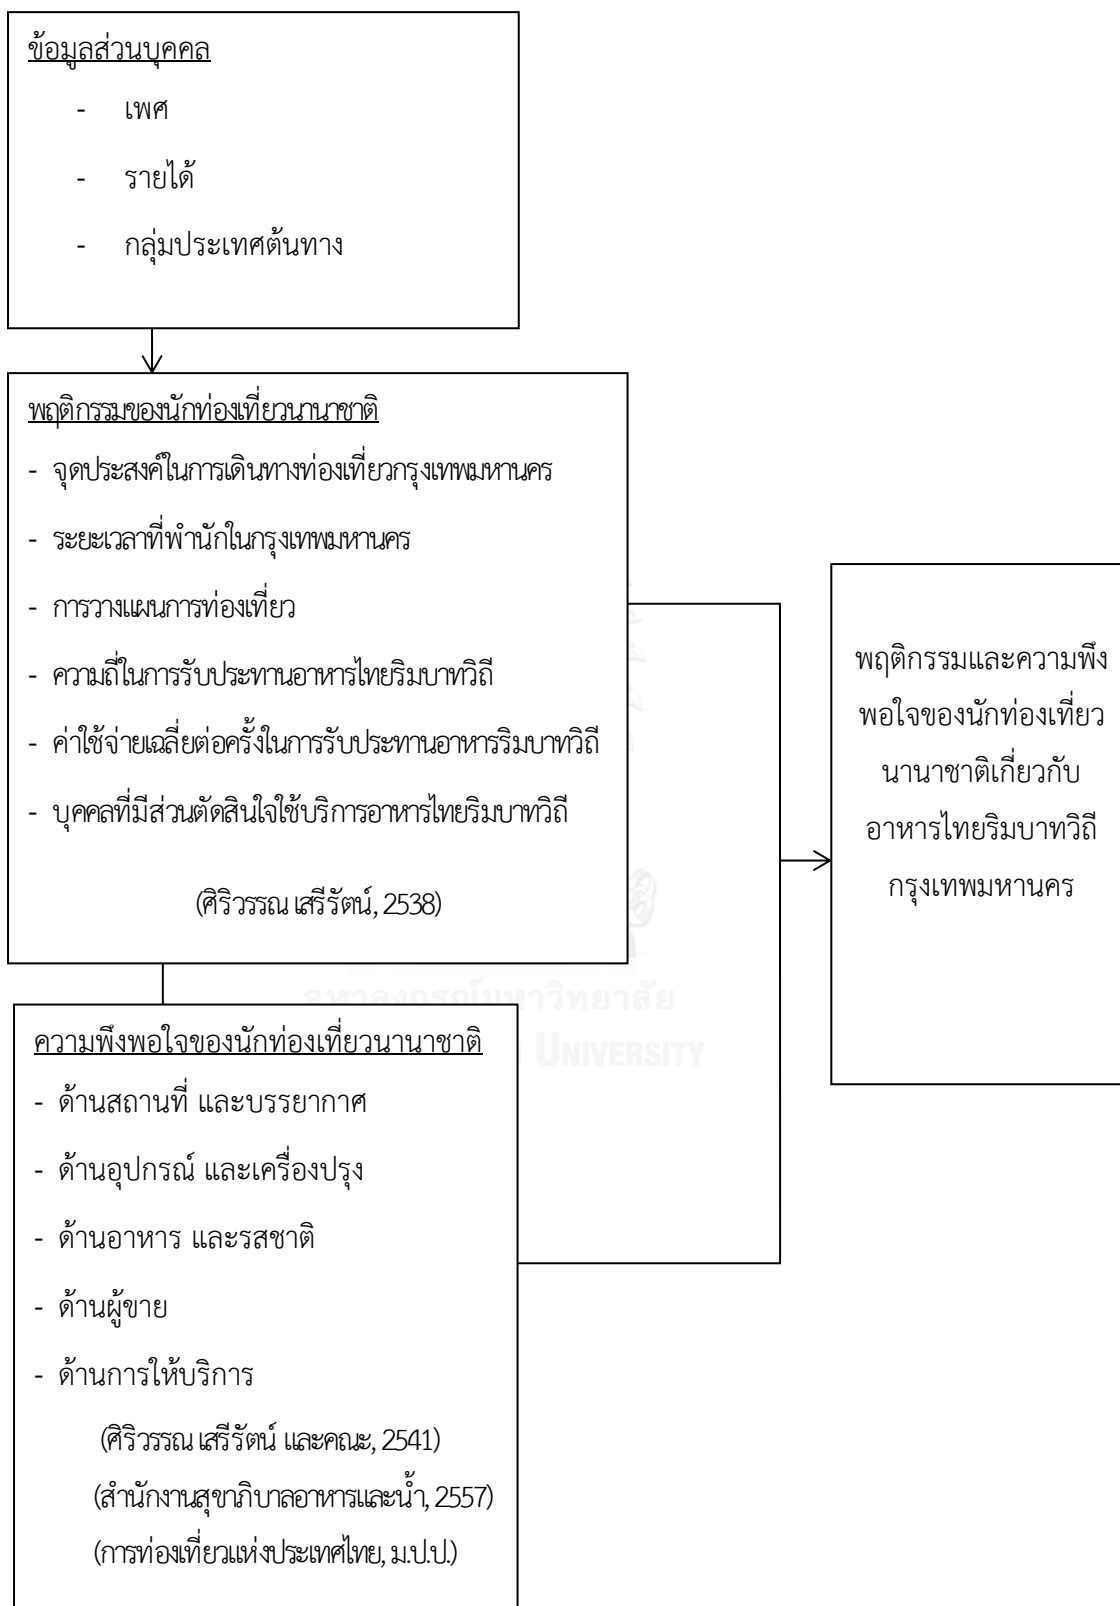 ข้อมูลส่วนบุคคล
- เพศ
- รายได้
- กลุ่มประเทศต้นทาง
พฤติกรรมของนักท่องเที่ยวนานาชาติ
- จุดประสงค์ในการเดินทางท่องเที่ยวกรุงเทพมหานคร
- ระยะเวลาที่พำนักในกรุงเทพมหานคร
- การวางแผนการท่องเที่ยว
- ความถี่ในการรับประทานอาหารไทยริมบาทวิถี
- ค่าใช้จ่ายเฉลี่ยต่อครั้งในการรับประทานอาหารริมบาทวิถี
- บุคคลที่มีส่วนตัดสินใจใช้บริการอาหารไทยริมบาทวิถี
(ศิริวรรณ เสรีรัตน์, 2538)
ความพึงพอใจของนักท่องเที่ยวนานาชาติ
- ด้านสถานที่ และบรรยากาศ
- ด้านอุปกรณ์ และเครื่องปรุง
- ด้านอาหาร และรสชาติ
- ด้านผู้ขาย
- ด้านการให้บริการ
(ศิริวรรณ เสรีรัตน์ และคณะ, 2541)
(สำนักงานสุขาภิบาลอาหารและน้ำ, 2557)
(การท่องเที่ยวแห่งประเทศไทย, ม.ป.ป.)
พฤติกรรมและความพึง
พอใจของนักท่องเที่ยว
นานาชาติเกี่ยวกับ
อาหารไทยริมบาทวิถี
กรุงเทพมหานคร
จุฬาลงกรณ์มหาวิทยาลัย
UNIVERSITY